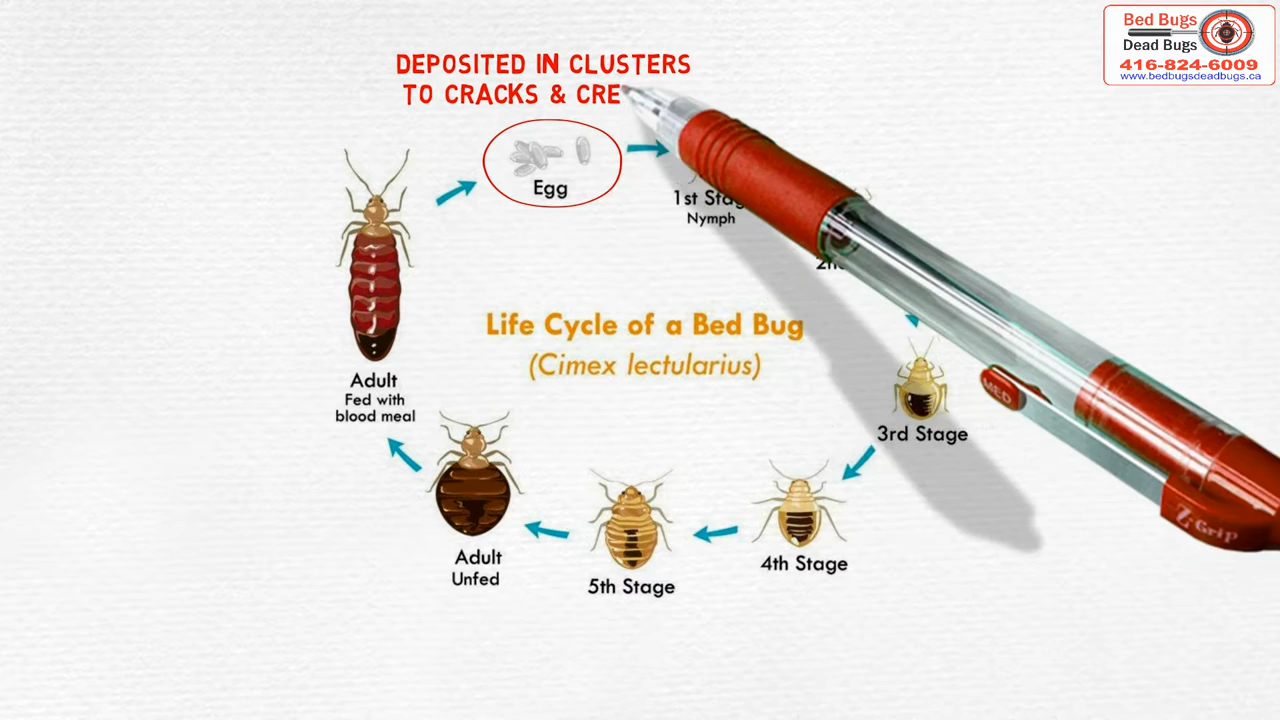 Bed Bugs
Dead Bugs
416-824-6009
www.bedbugsdeadbugs.ca
DEPOSITED IN CLUSTERS
TO CRACKS & CRE
Egg
1st Stag
Nymph
2n
Life Cycle of a Bed Bug
(Cimex lectularius)
Adult
Fed with
blood meal
MED
3rd Stage
Z-Grip
Adult
Unfed
5th Stage
4th Stage